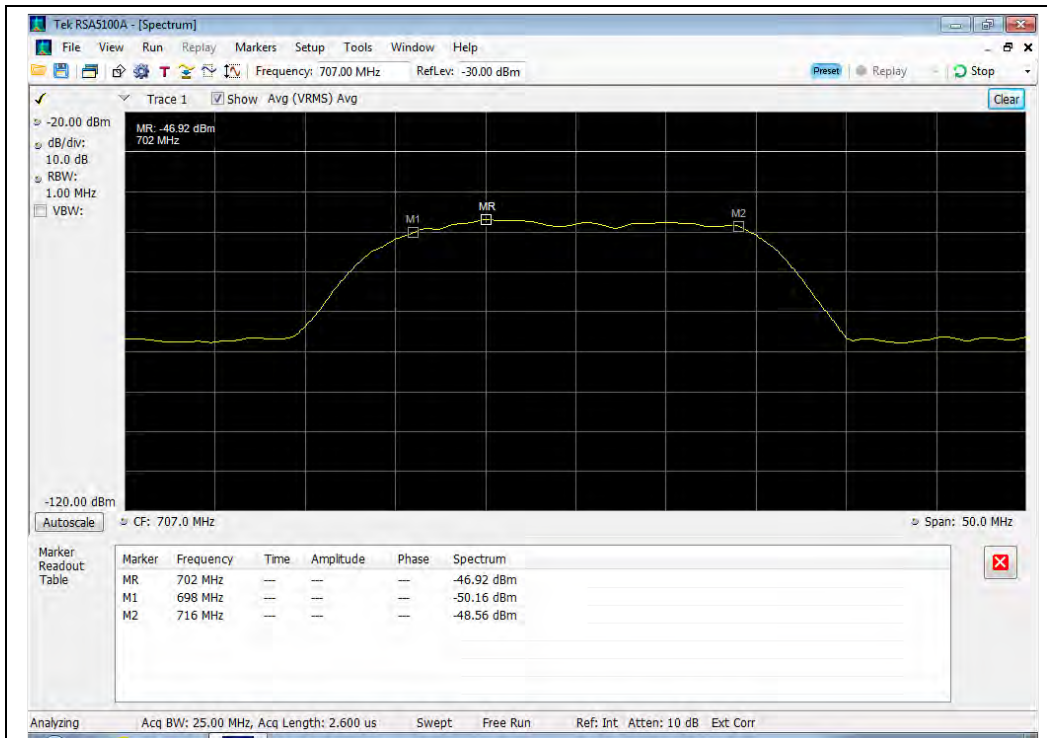 Tek RSA5100A - [Spectrum]
File View Run Replay Markers Setup Tools Window Help
Frequency: 707.00 MHz RefLev: -30.00 dBm Preset Replay Stop
Trace 1 Show Avg (VRMS) Avg Clear
-20.00 dBm
dB/div:
10.0 dB
RBW:
1.00 MHz
VBW:
MR: -46.92 dBm
702 MHz
M1 MR M2
-120.00 dBm
Autoscale CF: 707.0 MHz Span: 50.0 MHz
Marker
Readout
Table
Marker Frequency Time Amplitude Phase Spectrum
MR 702 MHz --- --- --- -46.92 dBm
M1 698 MHz --- --- --- -50.16 dBm
M2 716 MHz --- --- --- -48.56 dBm
Analyzing Acq BW: 25.00 MHz, Acq Length: 2.600 us Swept Free Run Ref: Int Atten: 10 dB Ext Corr